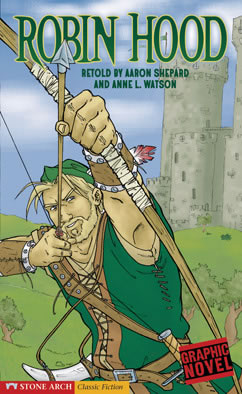 ROBIN HOOD
RETOLD BY AARON SHEPARD
AND ANNE L. WATSON
GRAPHIC
NOVEL
STONE ARCH Classic Fiction